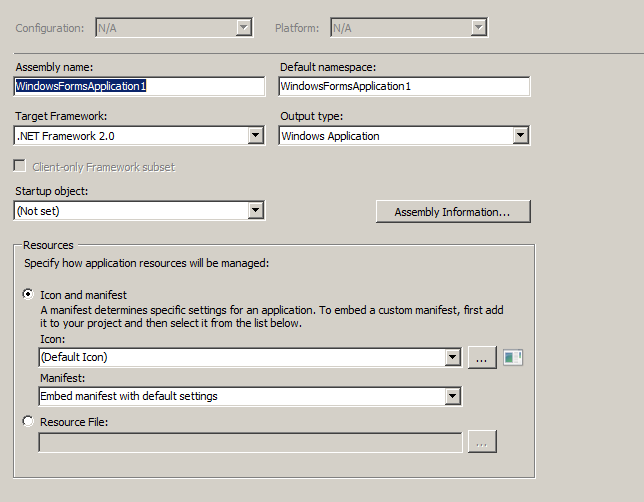 Configuration: N/A Platform: N/A
Assembly name: Default namespace:
WindowsFormsApplication1 WindowsFormsApplication1
Target Framework: Output type:
.NET Framework 2.0 Windows Application
Client-only Framework subset
Startup object:
(Not set) Assembly Information...
Resources
Specify how application resources will be managed:
Icon and manifest
A manifest determines specific settings for an application. To embed a custom manifest, first add
it to your project and then select it from the list below.
Icon:
(Default Icon) ...
Manifest:
Embed manifest with default settings
Resource File:
...